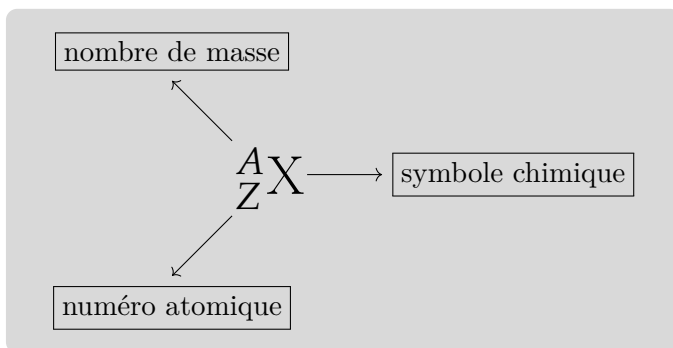 nombre de masse
A
Z
X
symbole chimique
numéro atomique